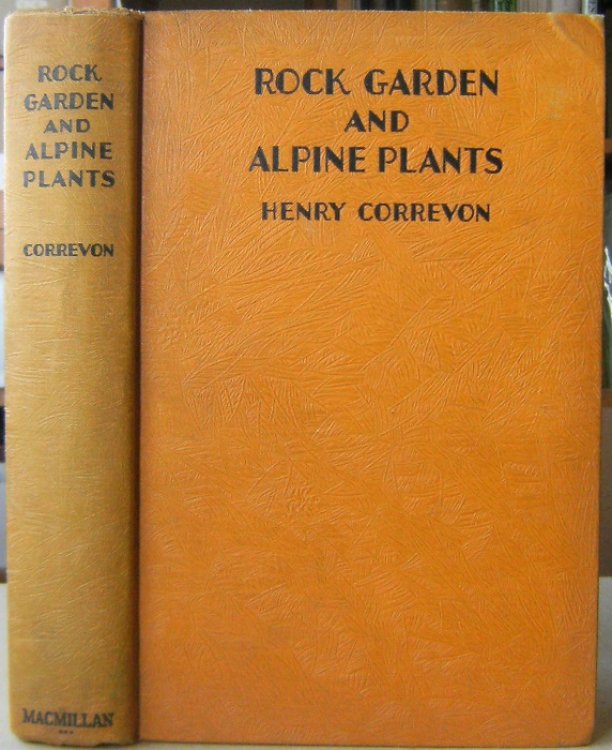 ROCK
GARDEN
AND
ALPINE
PLANTS
CORREVON
MACMILLAN
ROCK GARDEN
AND
ALPINE PLANTS
HENRY CORREVON